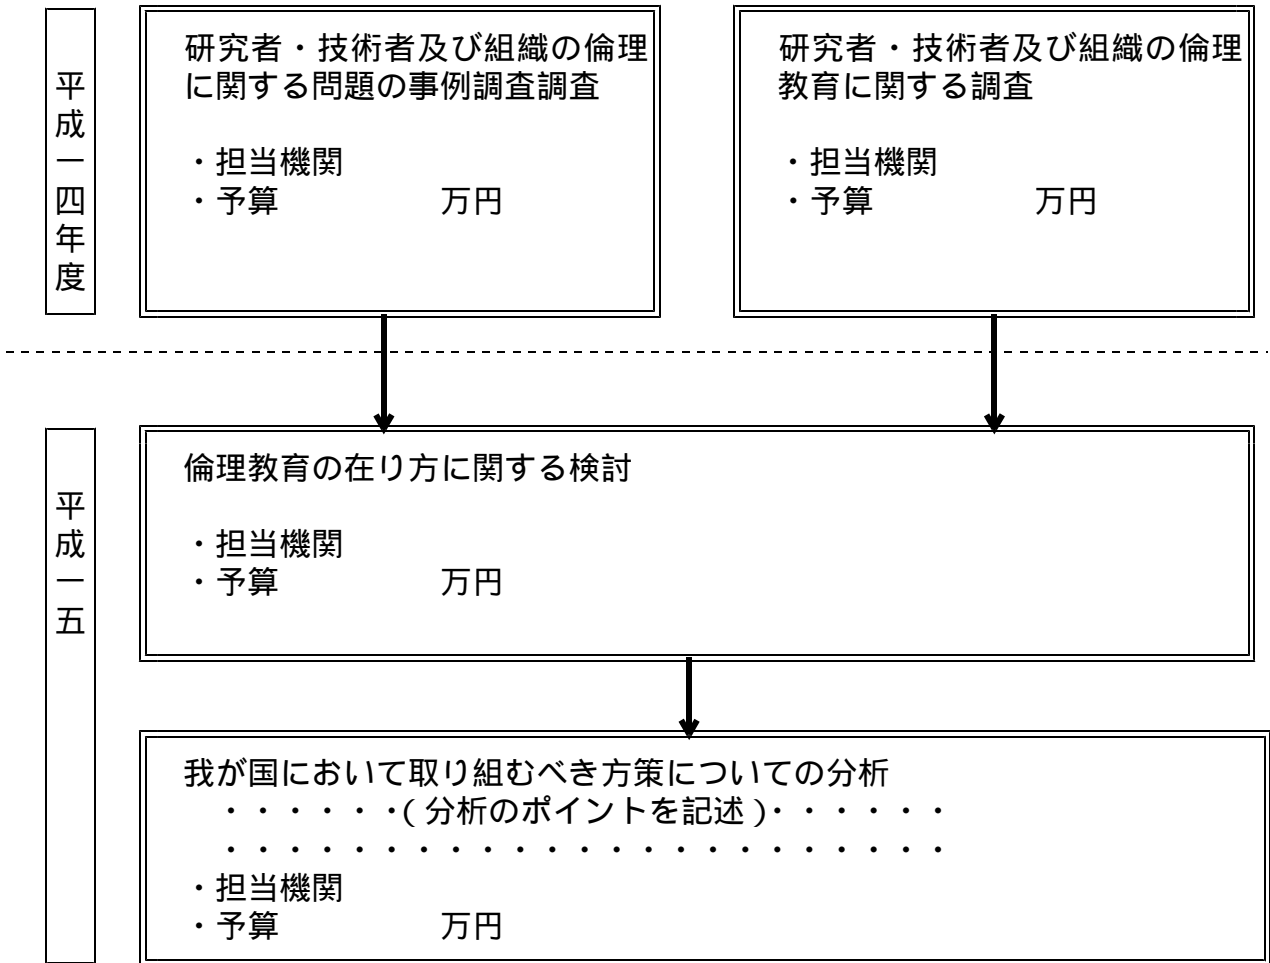 平成一四年度
研究者・技術者及び組織の倫理
に関する問題の事例調査調査
・担当機関
・予算　　　　　万円
研究者・技術者及び組織の倫理
教育に関する調査
・担当機関
・予算　　　　　万円
平成一五
倫理教育の在り方に関する検討
・担当機関
・予算　　　　　万円
我が国において取り組むべき方策についての分析
・・・・・・(分析のポイントを記述)・・・・・・
・・・・・・・・・・・・・・・・・・・・・・・
・担当機関
・予算　　　　　万円